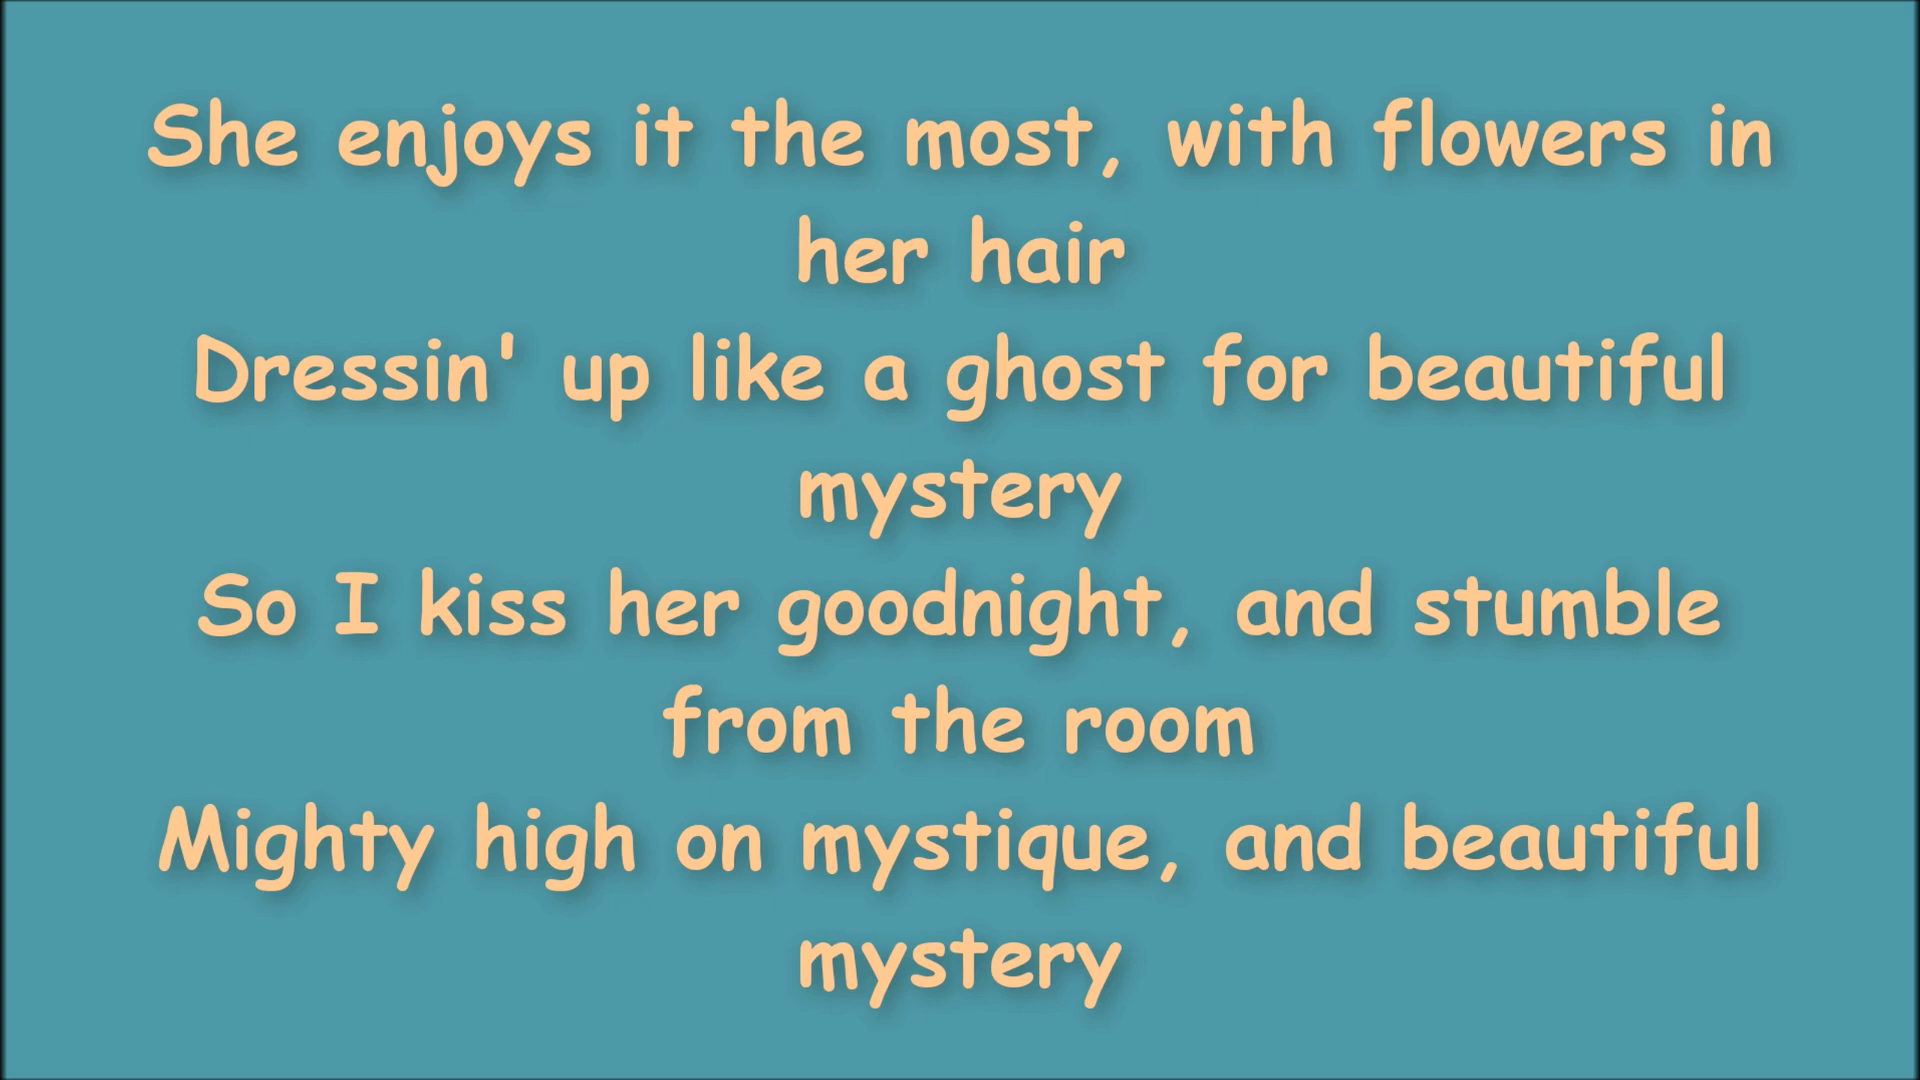 She enjoys it the most, with flowers in
her hair
Dressin' up like a ghost for beautiful
mystery
So I kiss her goodnight, and stumble
from the room
Mighty high on mystique, and beautiful
mystery